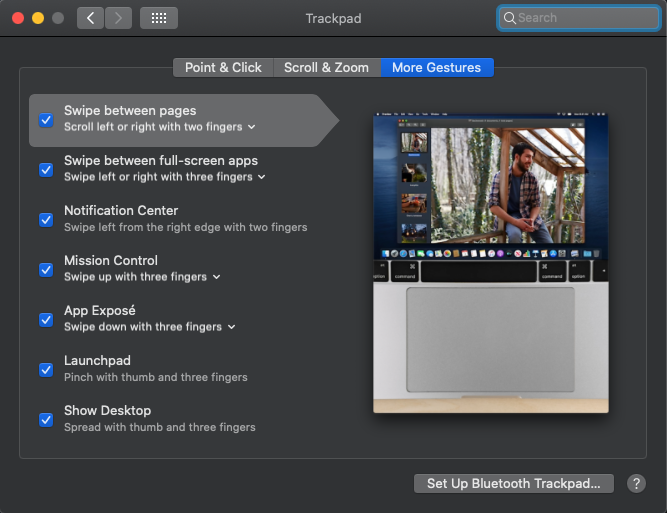 Trackpad
Search
Point & Click
Scroll & Zoom
More Gestures
Swipe between pages
Scroll left or right with two fingers
Swipe between full-screen apps
Swipe left or right with three fingers
Notification Center
Swipe left from the right edge with two fingers
Mission Control
Swipe up with three fingers
App Exposé
Swipe down with three fingers
Launchpad
Pinch with thumb and three fingers
Show Desktop
Spread with thumb and three fingers
option
command
command
option
Set Up Bluetooth Trackpad...
?